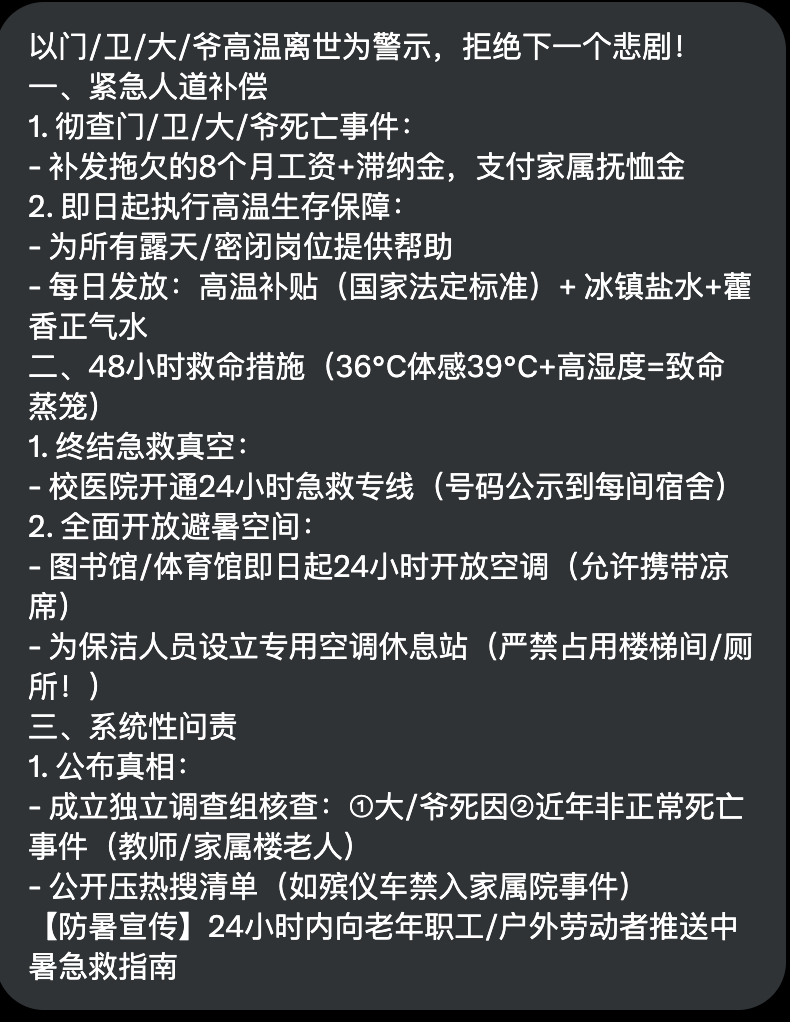 以门/卫/大/爷高温离世为警示，拒绝下一个悲剧！
一、紧急人道补偿
1. 彻查门/卫/大/爷死亡事件：
- 补发拖欠的8个月工资+滞纳金，支付家属抚恤金
2. 即日起执行高温生存保障：
- 为所有露天/密闭岗位提供帮助
- 每日发放：高温补贴（国家法定标准）+ 冰镇盐水+藿
香正气水
二、48小时救命措施（36°C体感39°C+高湿度=致命
蒸笼）
1. 终结急救真空：
- 校医院开通24小时急救专线（号码公示到每间宿舍）
2. 全面开放避暑空间：
- 图书馆/体育馆即日起24小时开放空调（允许携带凉
席）
- 为保洁人员设立专用空调休息站（严禁占用楼梯间/厕
所！）
三、系统性问责
1. 公布真相：
- 成立独立调查组核查：①大/爷死因②近年非正常死亡
事件（教师/家属楼老人）
- 公开压热搜清单（如殡仪车禁入家属院事件）
【防暑宣传】24小时内向老年职工/户外劳动者推送中
暑急救指南